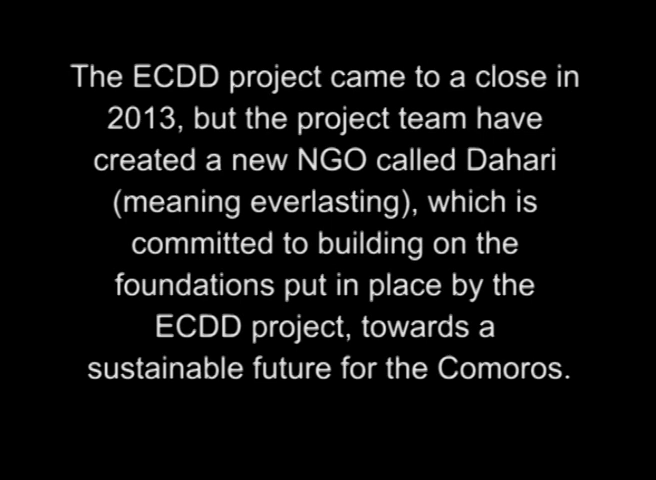 The ECDD project came to a close in
2013, but the project team have
created a new NGO called Dahari
(meaning everlasting), which is
committed to building on the
foundations put in place by the
ECDD project, towards a
sustainable future for the Comoros.